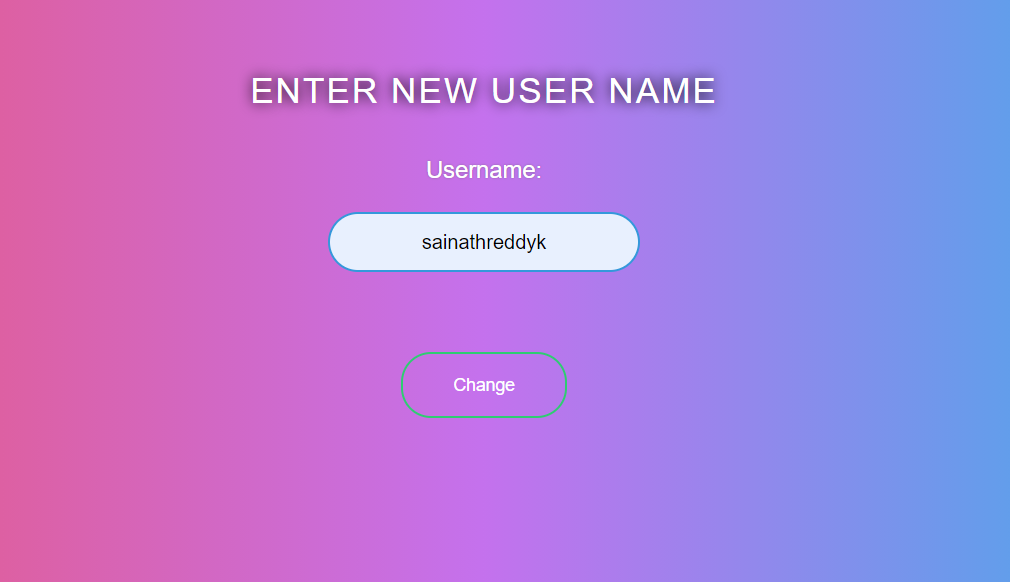 ENTER NEW USER NAME
Username:
sainathreddyk
Change